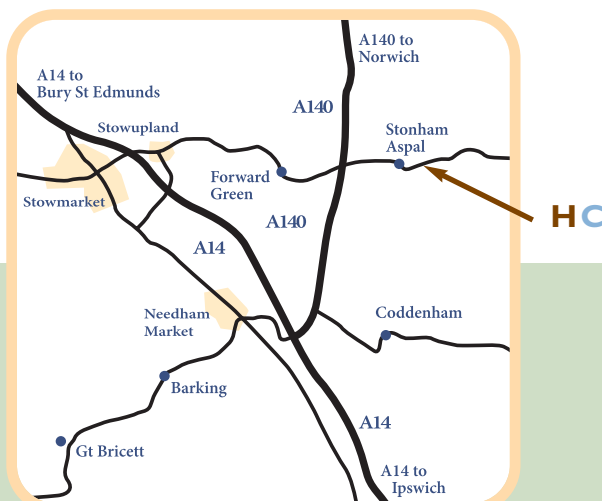 A140 to
Norwich
A14 to
Bury St Edmunds
A140
Stowupland
Stonham
Aspal
Forward
Green
Stowmarket
HC
A140
A14
Needham
Market
Coddenham
Barking
A14
Gt Bricett
A14 to
Ipswich